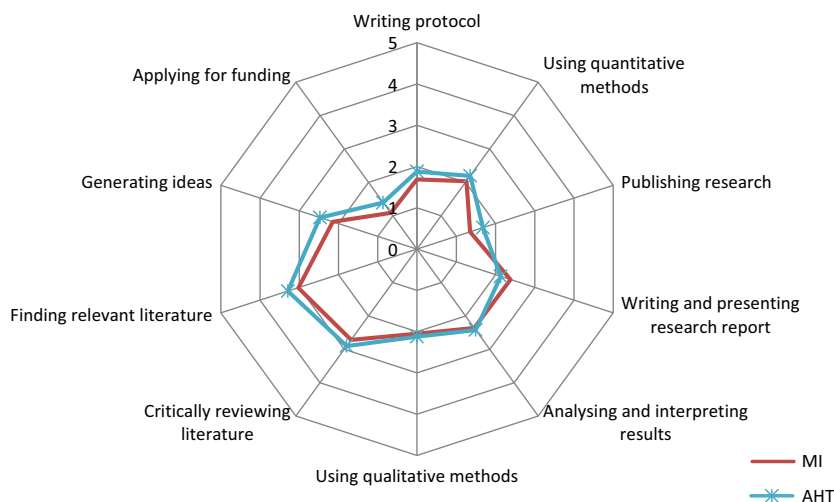 Writing protocol
5
4
3
2
1
0
Using quantitative
methods
Publishing research
Writing and presenting
research report
Analysing and interpreting
results
Using qualitative methods
Critically reviewing
literature
Finding relevant literature
Generating ideas
Applying for funding
MI
AHT